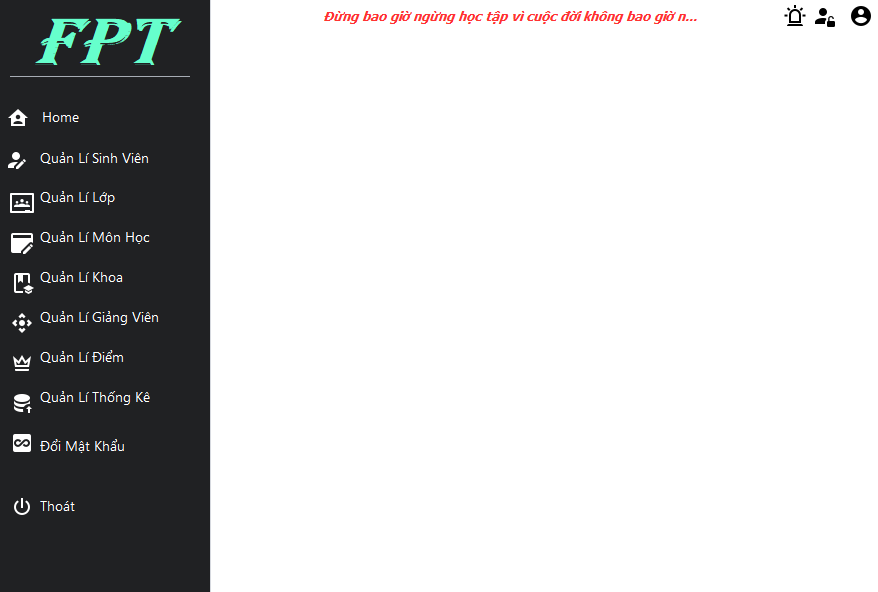 FPT
Đừng bao giờ ngừng học tập vì cuộc đời không bao giờ n...
Home
Quản Lí Sinh Viên
Quản Lí Lớp
Quản Lí Môn Học
Quản Lí Khoa
Quản Lí Giảng Viên
Quản Lí Điểm
Quản Lí Thống Kê
Đổi Mật Khẩu
Thoát